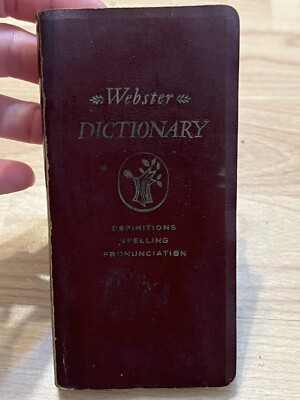 Webster
DICTIONARY
DEFINITIONS
SPELLING
PRONUNCIATION